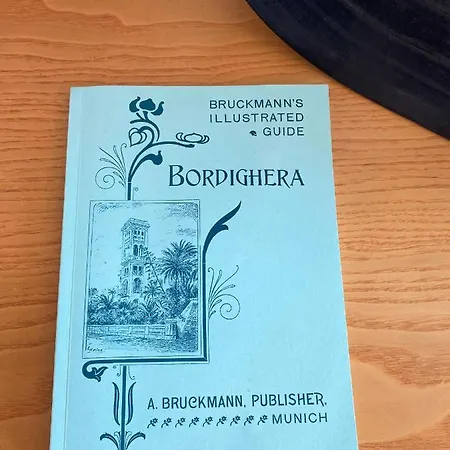 BRUCKMANN'S
ILLUSTRATED
GUIDE
BORDIGHERA
A. BRUCKMANN, PUBLISHER,
MUNICH